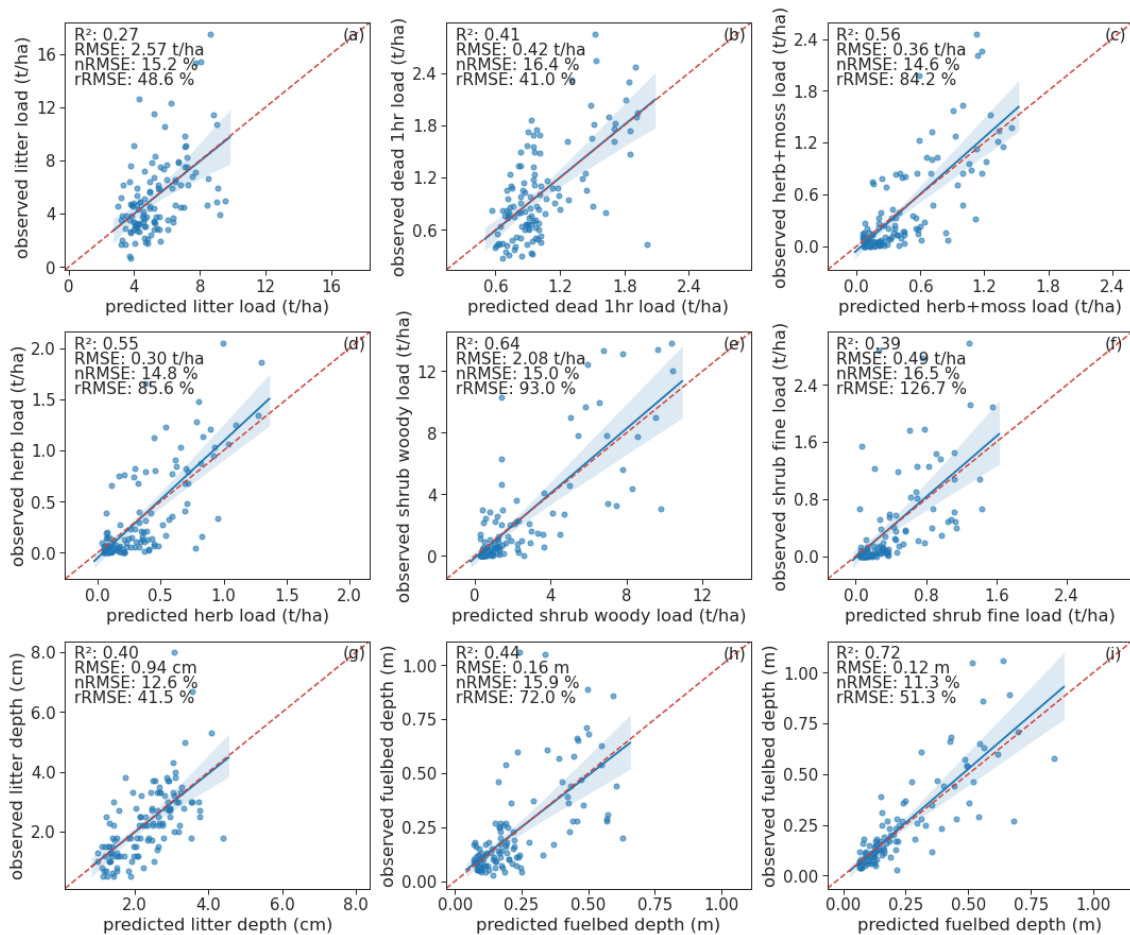 R²: 0.27
RMSE: 2.57 t/ha
nRMSE: 15.2 %
rRMSE: 48.6 %
(a)
observed litter load (t/ha)
16
12
8
4
0
0 4 8 12 16
predicted litter load (t/ha)
R²: 0.41
RMSE: 0.42 t/ha
nRMSE: 16.4 %
rRMSE: 41.0 %
(b)
observed dead 1hr load (t/ha)
2.4
1.8
1.2
0.6
0.6 1.2 1.8 2.4
predicted dead 1hr load (t/ha)
R²: 0.56
RMSE: 0.36 t/ha
nRMSE: 14.6 %
rRMSE: 84.2 %
(c)
observed herb+moss load (t/ha)
2.4
1.8
1.2
0.6
0.0
0.0 0.6 1.2 1.8 2.4
predicted herb+moss load (t/ha)
R²: 0.55
RMSE: 0.30 t/ha
nRMSE: 14.8 %
rRMSE: 85.6 %
(d)
observed herb load (t/ha)
2.0
1.5
1.0
0.5
0.0
0.0 0.5 1.0 1.5 2.0
predicted herb load (t/ha)
R²: 0.64
RMSE: 2.08 t/ha
nRMSE: 15.0 %
rRMSE: 93.0 %
(e)
observed shrub woody load (t/ha)
12
8
4
0
0 4 8 12
predicted shrub woody load (t/ha)
R²: 0.39
RMSE: 0.49 t/ha
nRMSE: 16.5 %
rRMSE: 126.7 %
(f)
observed shrub fine load (t/ha)
2.4
1.6
0.8
0.0
0.0 0.8 1.6 2.4
predicted shrub fine load (t/ha)
R²: 0.40
RMSE: 0.94 cm
nRMSE: 12.6 %
rRMSE: 41.5 %
(g)
observed litter depth (cm)
8.0
6.0
4.0
2.0
2.0 4.0 6.0 8.0
predicted litter depth (cm)
R²: 0.44
RMSE: 0.16 m
nRMSE: 15.9 %
rRMSE: 72.0 %
(h)
observed fuelbed depth (m)
1.00
0.75
0.50
0.25
0.00
0.00 0.25 0.50 0.75 1.00
predicted fuelbed depth (m)
R²: 0.72
RMSE: 0.12 m
nRMSE: 11.3 %
rRMSE: 51.3 %
(i)
observed fuelbed depth (m)
1.00
0.75
0.50
0.25
0.00
0.00 0.25 0.50 0.75 1.00
predicted fuelbed depth (m)